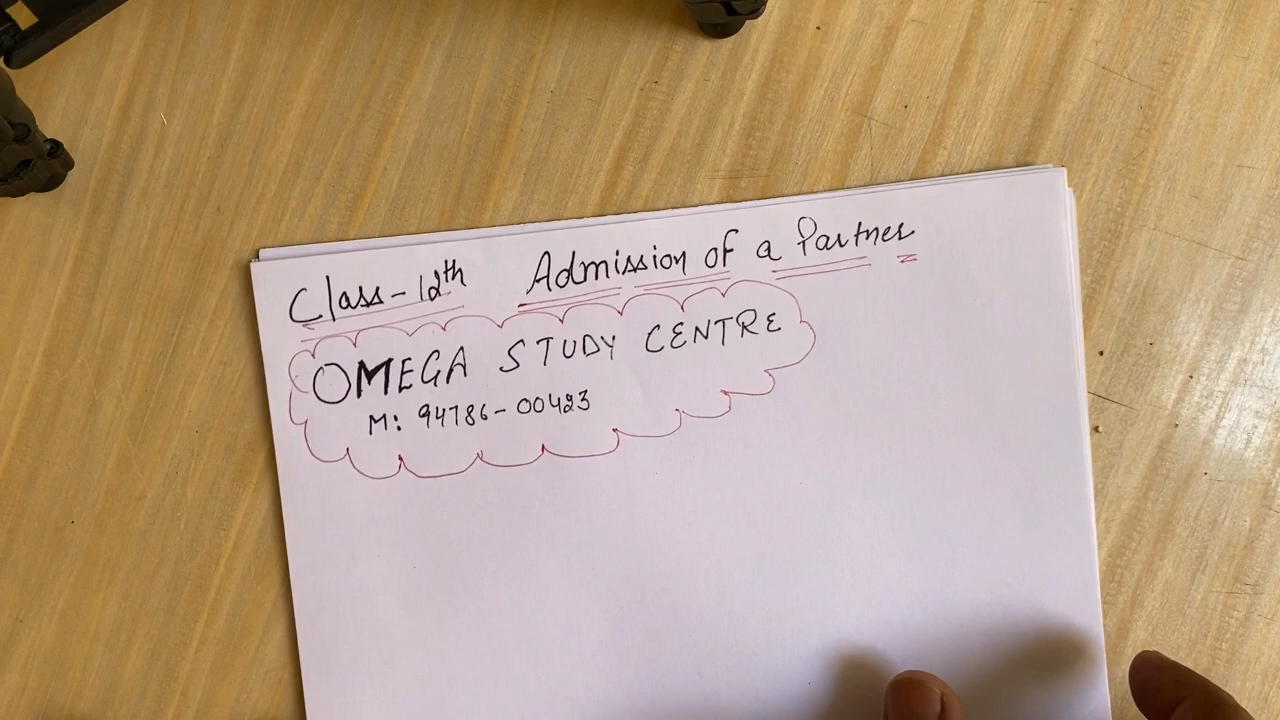 Class-12th Admission of a Partner
OMEGA STUDY CENTRE
M: 94786-00423